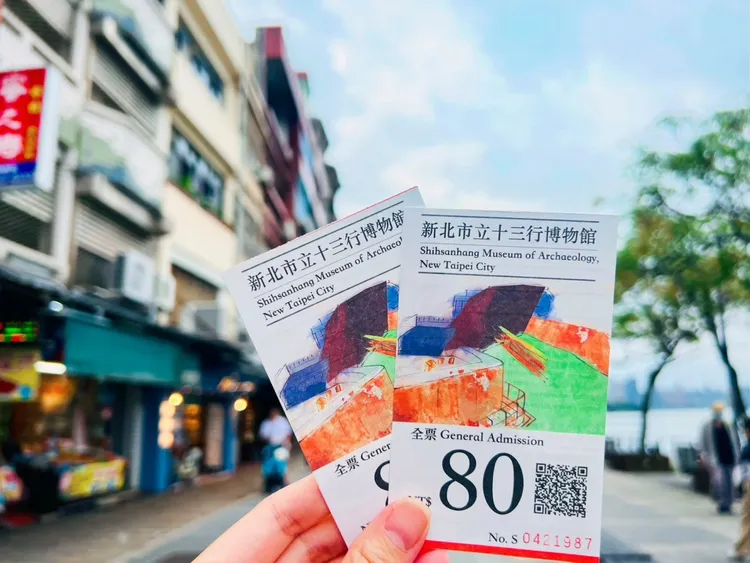 新北市立十三行博物館
Shihsanhang Museum of Archaeology,
New Taipei City
全票 Gener
新北市立十三行博物館
Shihsanhang Museum of Archaeology,
New Taipei City
全票 General Admission
NT$ 80
No. S 0421987